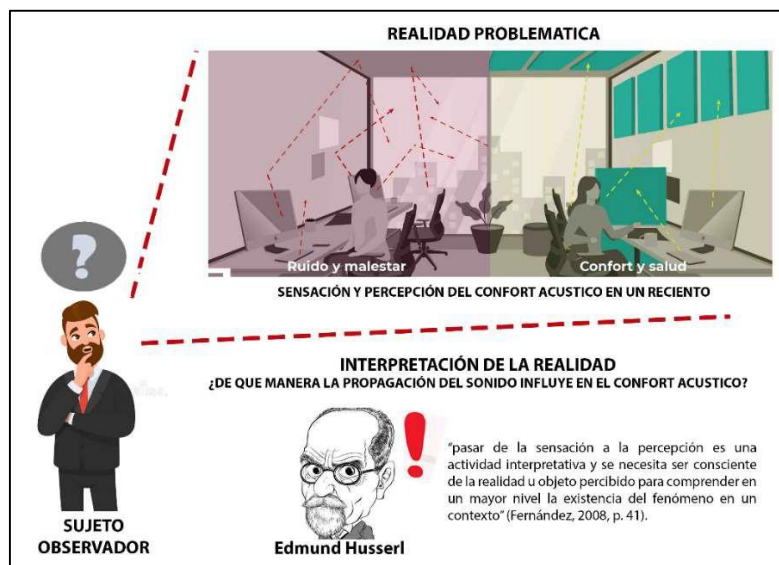 REALIDAD PROBLEMATICA
Ruido y malestar
Confort y salud
SENSACIÓN Y PERCEPCIÓN DEL CONFORT ACUSTICO EN UN RECIENTO
?
INTERPRETACIÓN DE LA REALIDAD
¿DE QUE MANERA LA PROPAGACIÓN DEL SONIDO INFLUYE EN EL CONFORT ACUSTICO?
!
"pasar de la sensación a la percepción es una
actividad interpretativa y se necesita ser consciente
de la realidad u objeto percibido para comprender en
un mayor nivel la existencia del fenómeno en un
contexto" (Fernández, 2008, p. 41).
Edmund Husserl
SUJETO
OBSERVADOR